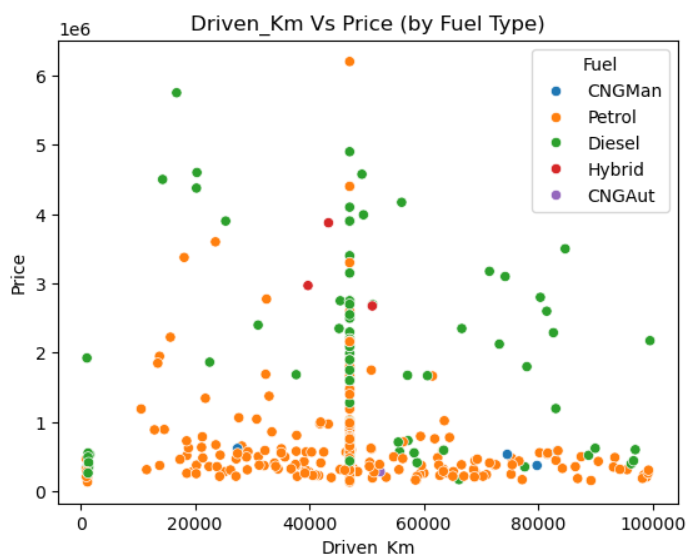 Driven_Km Vs Price (by Fuel Type)
1e6
Fuel
CNGMan
Petrol
Diesel
Hybrid
CNGAut
6
5
4
3
2
1
0
Price
0 20000 40000 60000 80000 100000
Driven_Km